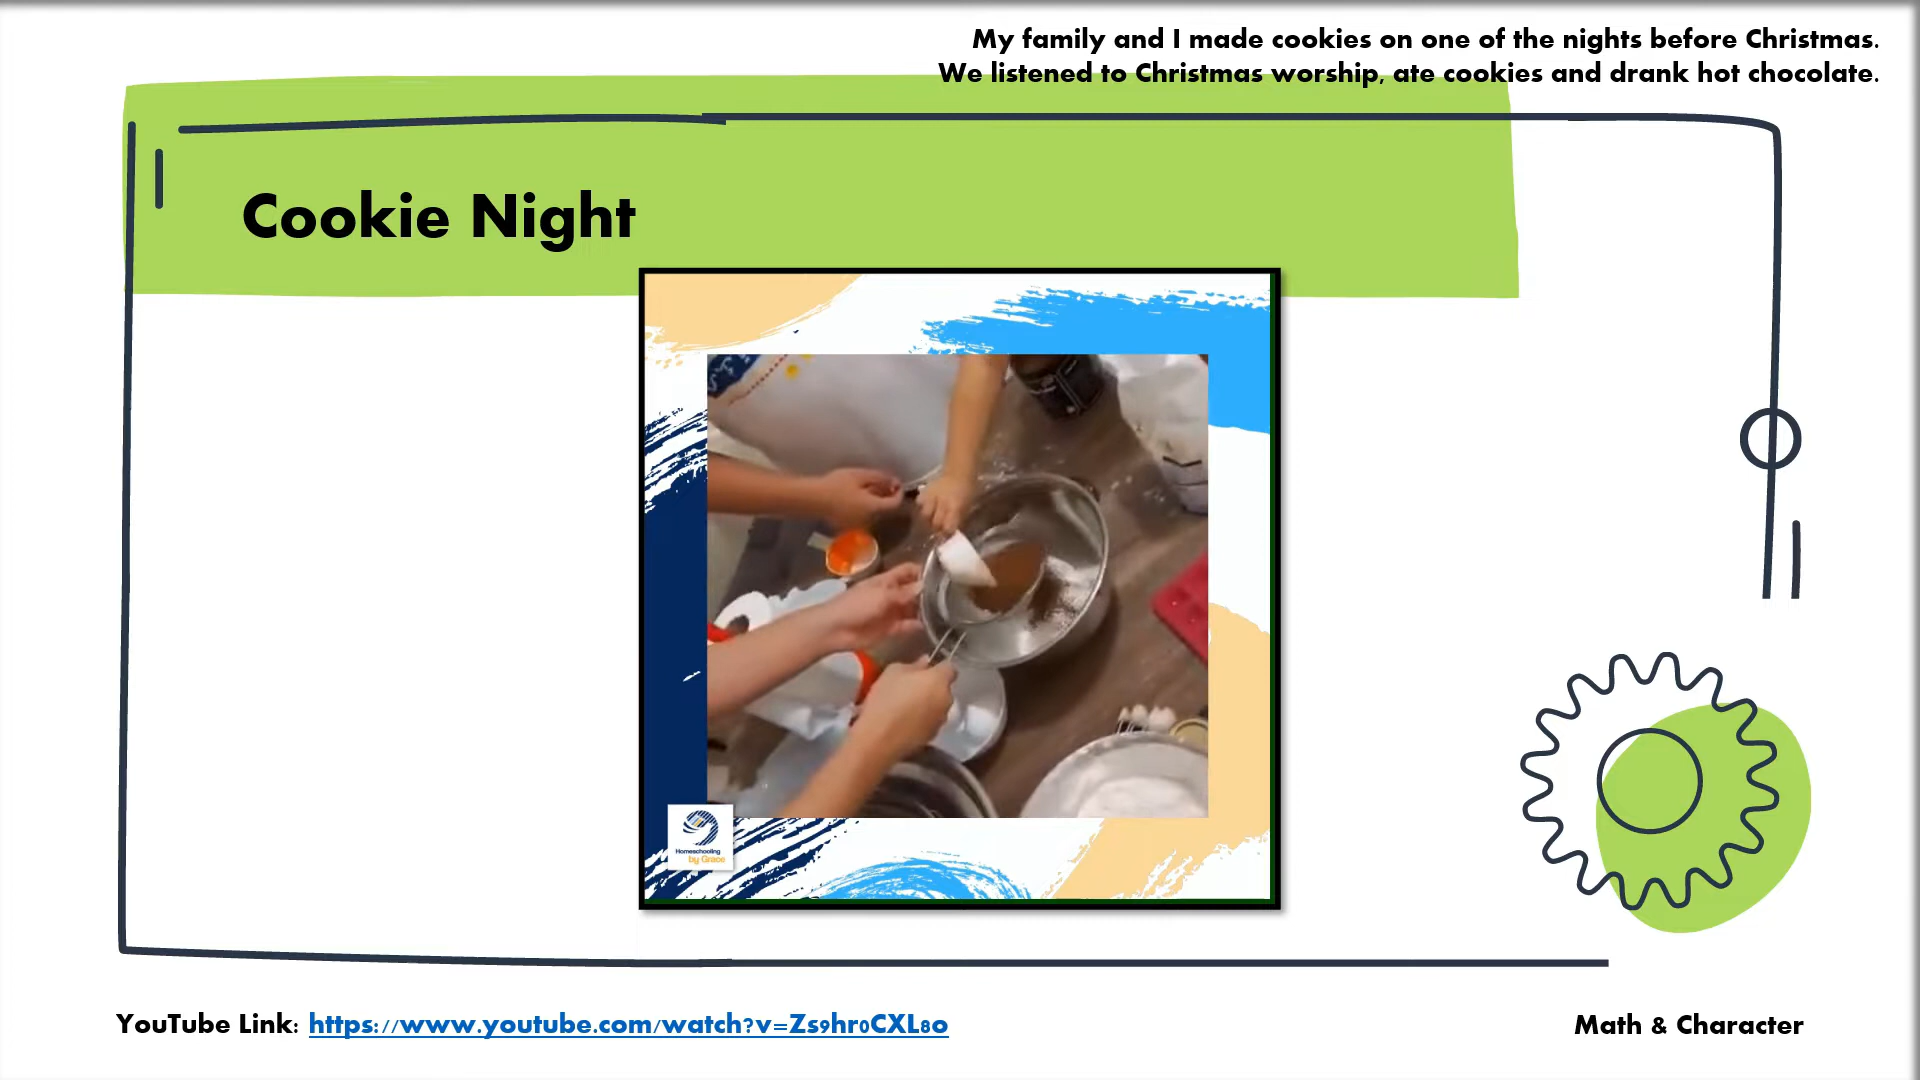 My family and I made cookies on one of the nights before Christmas.
We listened to Christmas worship, ate cookies and drank hot chocolate.
Cookie Night
Homeschooling
by Grace
YouTube Link: https://www.youtube.com/watch?v=Zs9hr0CXL8o
Math & Character